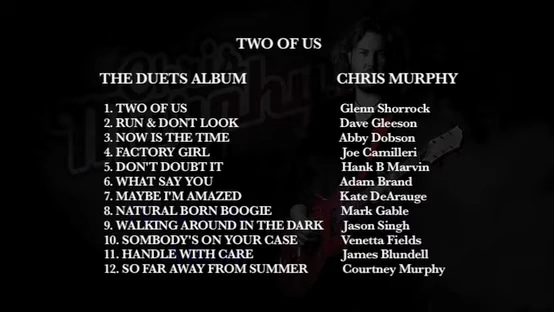 TWO OF US
THE DUETS ALBUM CHRIS MURPHY
1. TWO OF US Glenn Shorrock
2. RUN & DONT LOOK Dave Gleeson
3. NOW IS THE TIME Abby Dobson
4. FACTORY GIRL Joe Camilleri
5. DON'T DOUBT IT Hank B Marvin
6. WHAT SAY YOU Adam Brand
7. MAYBE I'M AMAZED Kate DeArauge
8. NATURAL BORN BOOGIE Mark Gable
9. WALKING AROUND IN THE DARK Jason Singh
10. SOMBODY'S ON YOUR CASE Venetta Fields
11. HANDLE WITH CARE James Blundell
12. SO FAR AWAY FROM SUMMER Courtney Murphy